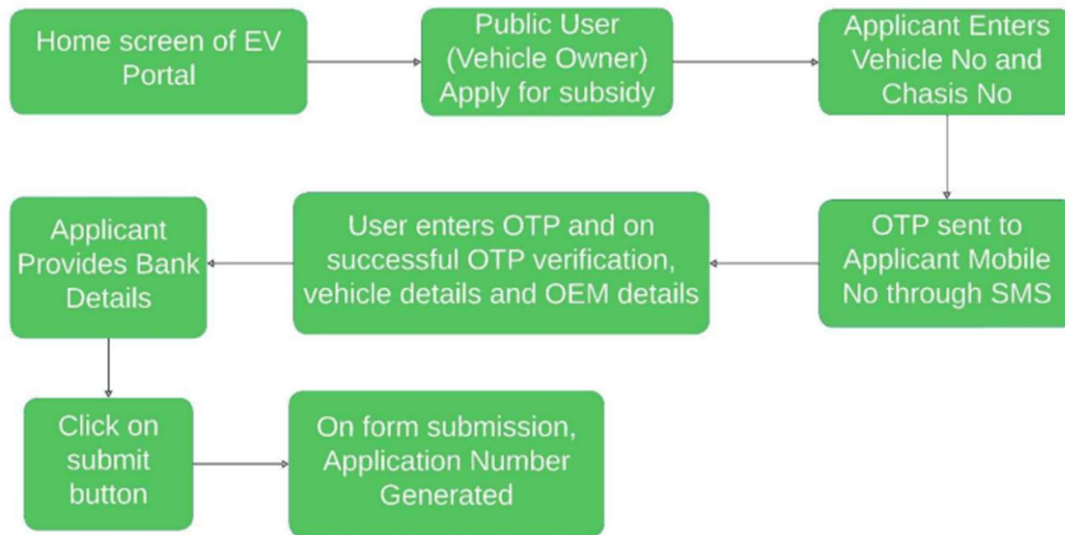 Home screen of EV
Portal
Public User
(Vehicle Owner)
Apply for subsidy
Applicant Enters
Vehicle No and
Chasis No
OTP sent to
Applicant Mobile
No through SMS
User enters OTP and on
successful OTP verification,
vehicle details and OEM details
Applicant
Provides Bank
Details
Click on
submit
button
On form submission,
Application Number
Generated